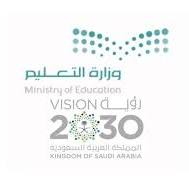 وزارة التعليم
Ministry of Education
VISION رؤية
2030
المملكة العربية السعودية
KINGDOM OF SAUDI ARABIA